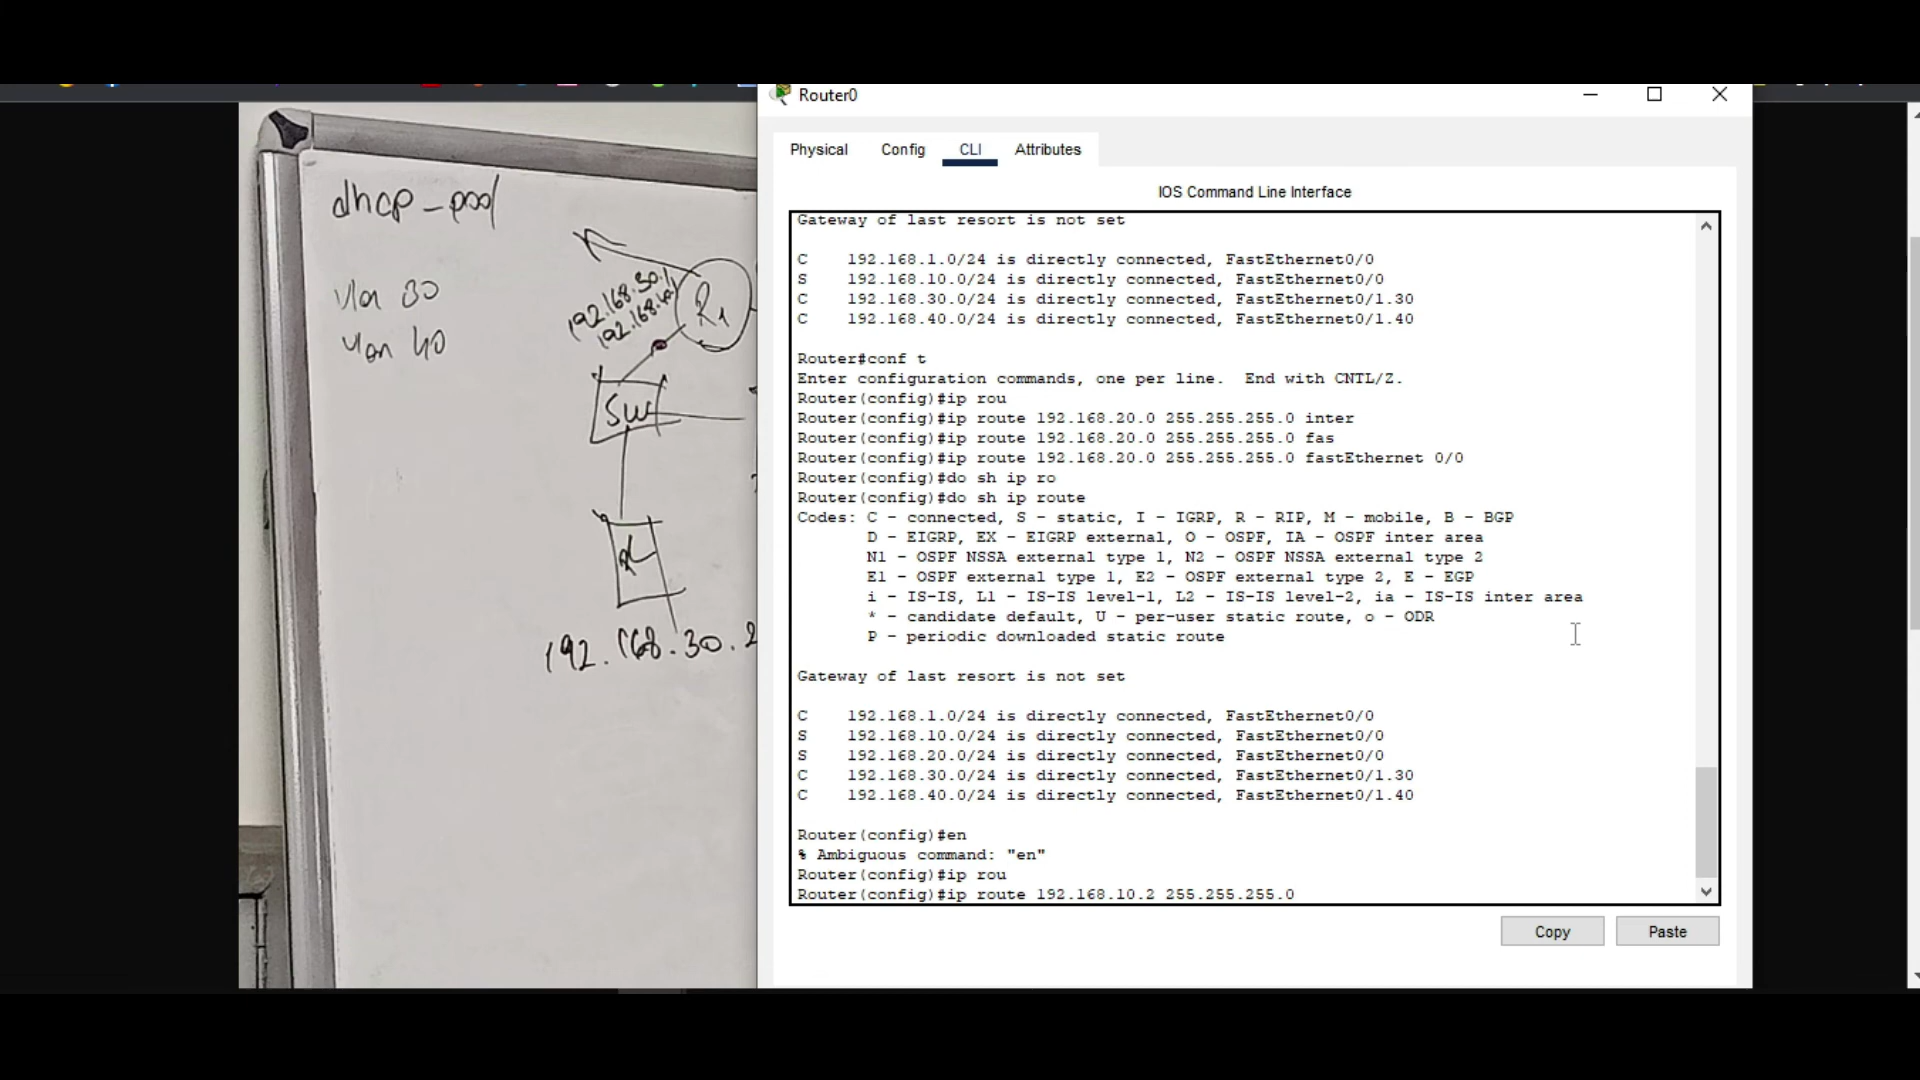 Router0
Physical
Config
CLI
Attributes
IOS Command Line Interface
Gateway of last resort is not set
C 192.168.1.0/24 is directly connected, FastEthernet0/0
S 192.168.10.0/24 is directly connected, FastEthernet0/0
C 192.168.30.0/24 is directly connected, FastEthernet0/1.30
C 192.168.40.0/24 is directly connected, FastEthernet0/1.40
Router#conf t
Enter configuration commands, one per line. End with CNTL/Z.
Router(config)#ip rou
Router(config)#ip route 192.168.20.0 255.255.255.0 inter
Router(config)#ip route 192.168.20.0 255.255.255.0 fas
Router(config)#ip route 192.168.20.0 255.255.255.0 fastEthernet 0/0
Router(config)#do sh ip ro
Router(config)#do sh ip route
Codes: C - connected, S - static, I - IGRP, R - RIP, M - mobile, B - BGP
D - EIGRP, EX - EIGRP external, O - OSPF, IA - OSPF inter area
N1 - OSPF NSSA external type 1, N2 - OSPF NSSA external type 2
E1 - OSPF external type 1, E2 - OSPF external type 2, E - EGP
i - IS-IS, L1 - IS-IS level-1, L2 - IS-IS level-2, ia - IS-IS inter area
* - candidate default, U - per-user static route, o - ODR
P - periodic downloaded static route
Gateway of last resort is not set
C 192.168.1.0/24 is directly connected, FastEthernet0/0
S 192.168.10.0/24 is directly connected, FastEthernet0/0
S 192.168.20.0/24 is directly connected, FastEthernet0/0
C 192.168.30.0/24 is directly connected, FastEthernet0/1.30
C 192.168.40.0/24 is directly connected, FastEthernet0/1.40
Router(config)#en
% Ambiguous command: "en"
Router(config)#ip rou
Router(config)#ip route 192.168.10.2 255.255.255.0
Copy
Paste
dhcp_pool
vlan 30
vlan 40
192.168.30.1
R1
SW
192.168.30.2